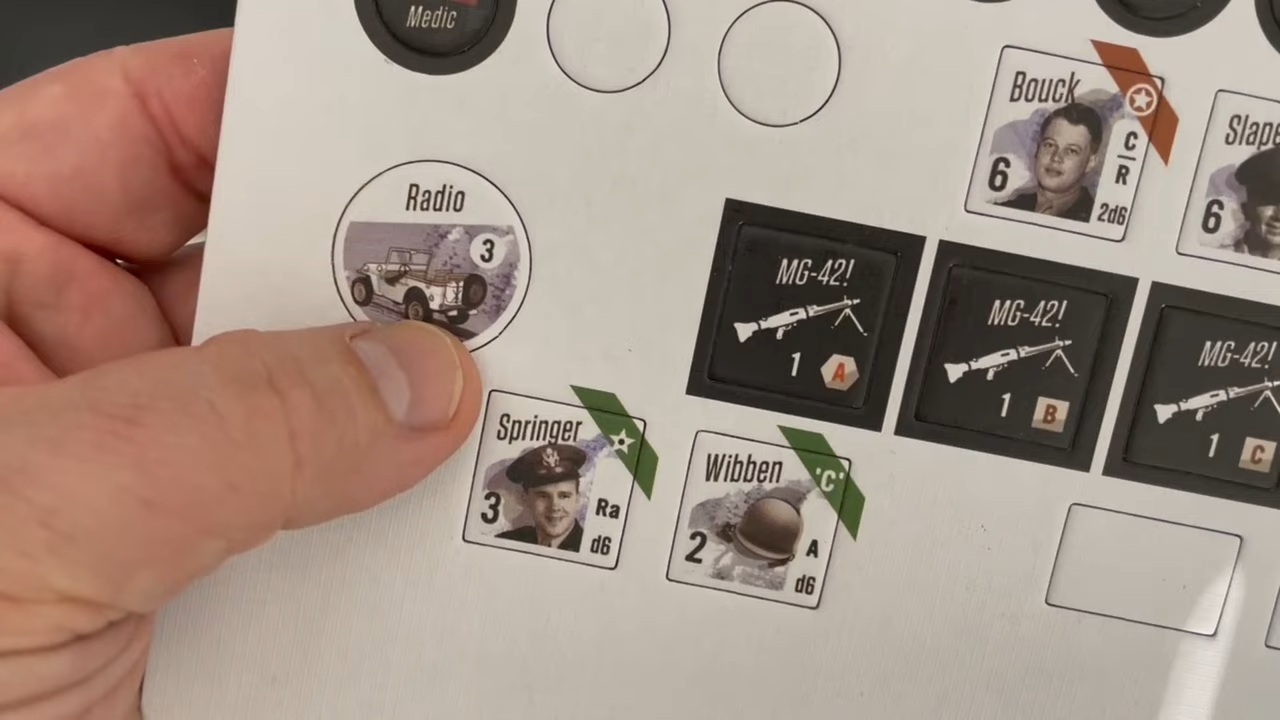 Medic
Bouck
C
R
6
2d6
6
Radio
3
MG-42!
1 A
MG-42!
1 B
MG-42!
1 C
Springer
3
Ra
d6
Wibben
'C'
2
A
d6